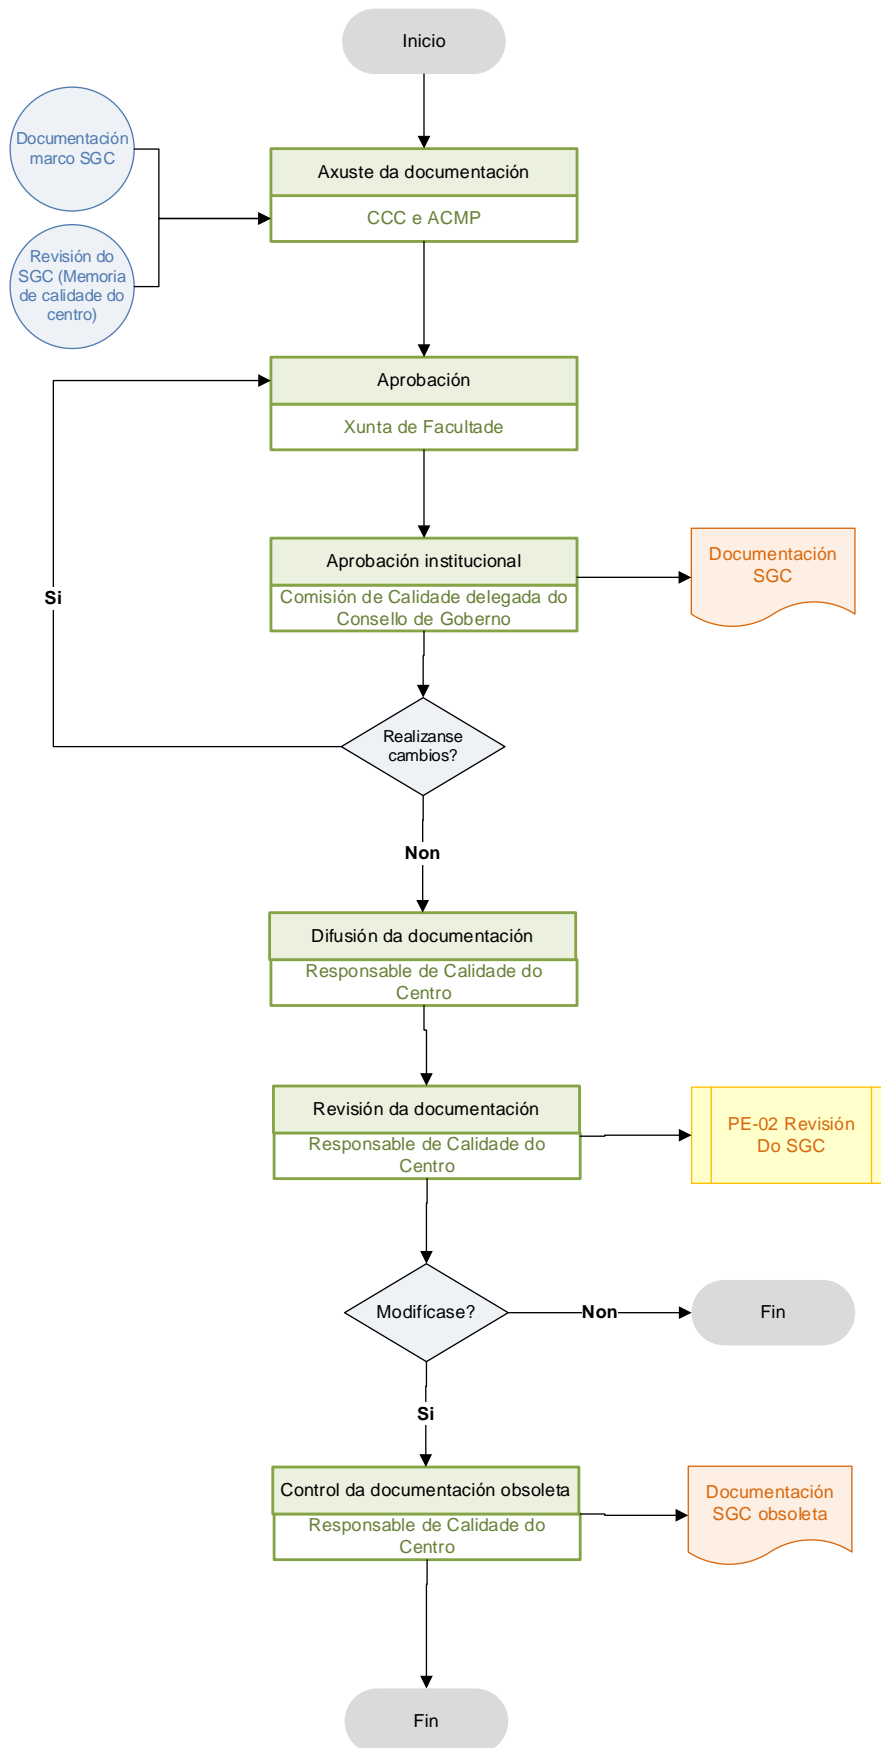 Inicio
Documentación
marco SGC
Axuste da documentación
CCC e ACMP
Revisión do
SGC (Memoria
de calidade do
centro)
Aprobación
Xunta de Facultade
Aprobación institucional
Comisión de Calidade delegada do
Consello de Goberno
Documentación
SGC
Si
Realizanse
cambios?
Non
Difusión da documentación
Responsable de Calidade do
Centro
Revisión da documentación
Responsable de Calidade do
Centro
PE-02 Revisión
Do SGC
Modifícase?
Non
Fin
Si
Control da documentación obsoleta
Responsable de Calidade do
Centro
Documentación
SGC obsoleta
Fin